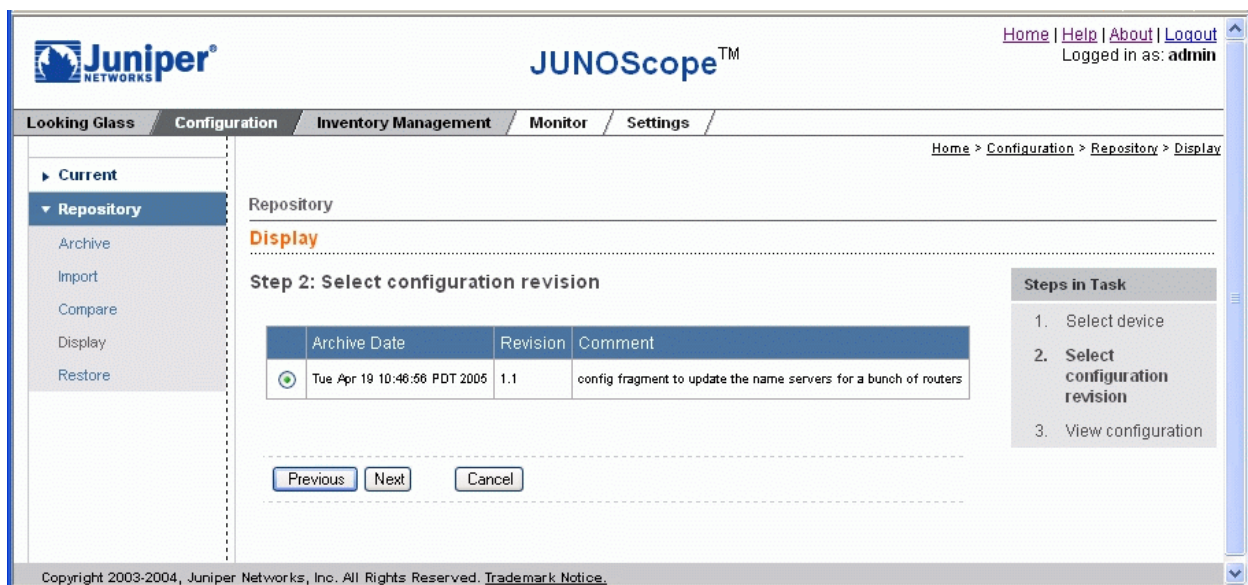 Juniper®
NETWORKS
JUNOScope™
Home | Help | About | Logout
Logged in as: admin
Looking Glass / Configuration / Inventory Management / Monitor / Settings /
Home > Configuration > Repository > Display
Current
Repository
Archive
Import
Compare
Display
Restore
Repository
Display
Step 2: Select configuration revision
Archive Date Revision Comment
Tue Apr 19 10:46:56 PDT 2005 1.1 config fragment to update the name servers for a bunch of routers
Previous Next Cancel
Steps in Task
1. Select device
2. Select
configuration
revision
3. View configuration
Copyright 2003-2004, Juniper Networks, Inc. All Rights Reserved. Trademark Notice.